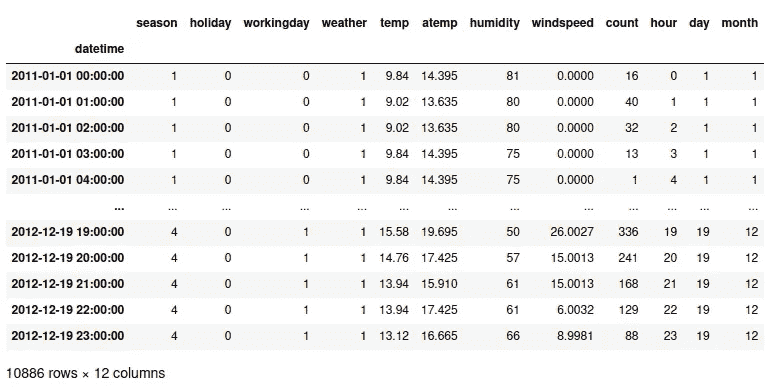 season holiday workingday weather temp atemp humidity windspeed count hour day month
datetime
2011-01-01 00:00:00 1 0 0 1 9.84 14.395 81 0.0000 16 0 1 1
2011-01-01 01:00:00 1 0 0 1 9.02 13.635 80 0.0000 40 1 1 1
2011-01-01 02:00:00 1 0 0 1 9.02 13.635 80 0.0000 32 2 1 1
2011-01-01 03:00:00 1 0 0 1 9.84 14.395 75 0.0000 13 3 1 1
2011-01-01 04:00:00 1 0 0 1 9.84 14.395 75 0.0000 1 4 1 1
... ... ... ... ... ... ... ... ... ... ... ... ...
2012-12-19 19:00:00 4 0 1 1 15.58 19.695 50 26.0027 336 19 19 12
2012-12-19 20:00:00 4 0 1 1 14.76 17.425 57 15.0013 241 20 19 12
2012-12-19 21:00:00 4 0 1 1 13.94 15.910 61 15.0013 168 21 19 12
2012-12-19 22:00:00 4 0 1 1 13.94 17.425 61 6.0032 129 22 19 12
2012-12-19 23:00:00 4 0 1 1 13.12 16.665 66 8.9981 88 23 19 12
10886 rows × 12 columns